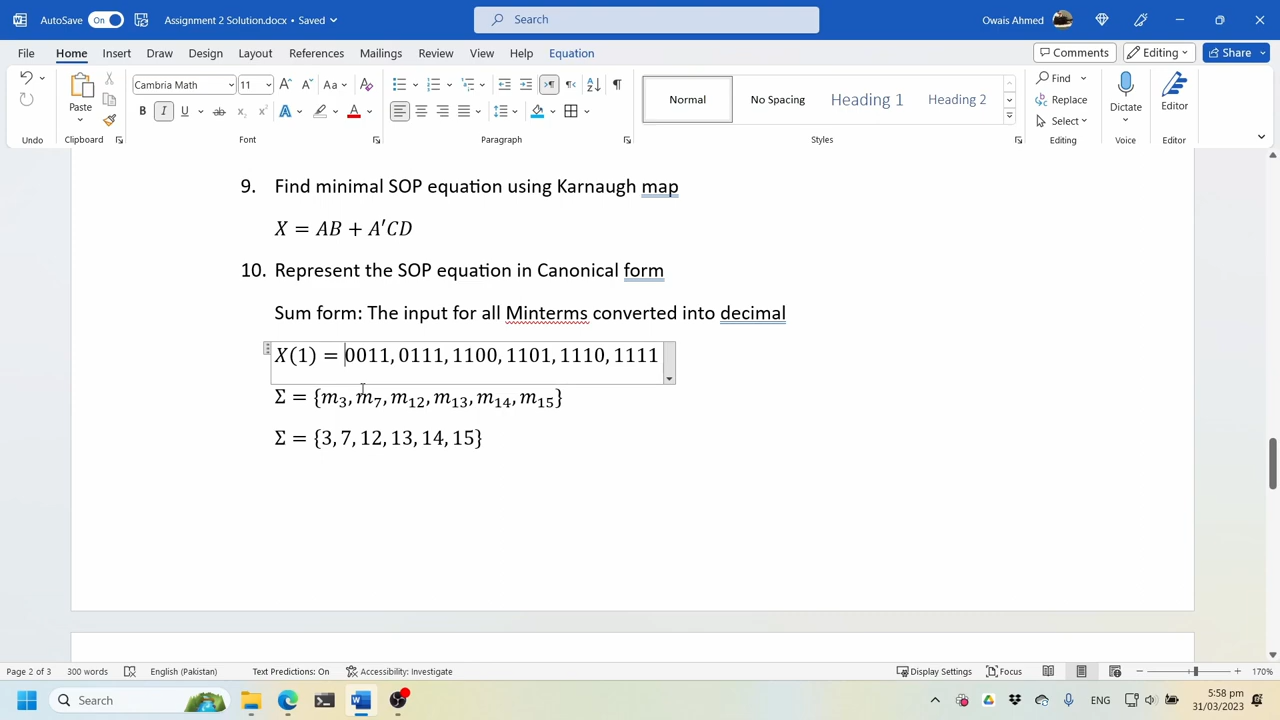 AutoSave On Assignment 2 Solution.docx • Saved Search Owais Ahmed
File Home Insert Draw Design Layout References Mailings Review View Help Equation Comments Editing Share
Paste Cambria Math 11 Aa A B I U ab x₂ x² A A Normal No Spacing Heading 1 Heading 2 Find Replace Select Dictate Editor
Undo Clipboard Font Paragraph Styles Editing Voice Editor
9. Find minimal SOP equation using Karnaugh map
X = AB + A′CD
10. Represent the SOP equation in Canonical form
Sum form: The input for all Minterms converted into decimal
X(1) = 0011, 0111, 1100, 1101, 1110, 1111
Σ = {m₃, m₇, m₁₂, m₁₃, m₁₄, m₁₅}
Σ = {3, 7, 12, 13, 14, 15}
Page 2 of 3 300 words English (Pakistan) Text Predictions: On Accessibility: Investigate Display Settings Focus 170%
Search ENG 5:58 pm
31/03/2023